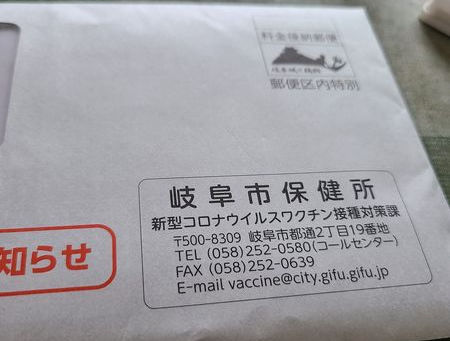 料金後納郵便
郵便区内特別
岐阜市保健所
新型コロナウイルスワクチン接種対策課
〒500-8309 岐阜市都通2丁目19番地
TEL (058)252-0580(コールセンター)
FAX (058)252-0639
E-mail vaccine@city.gifu.gifu.jp
知らせ